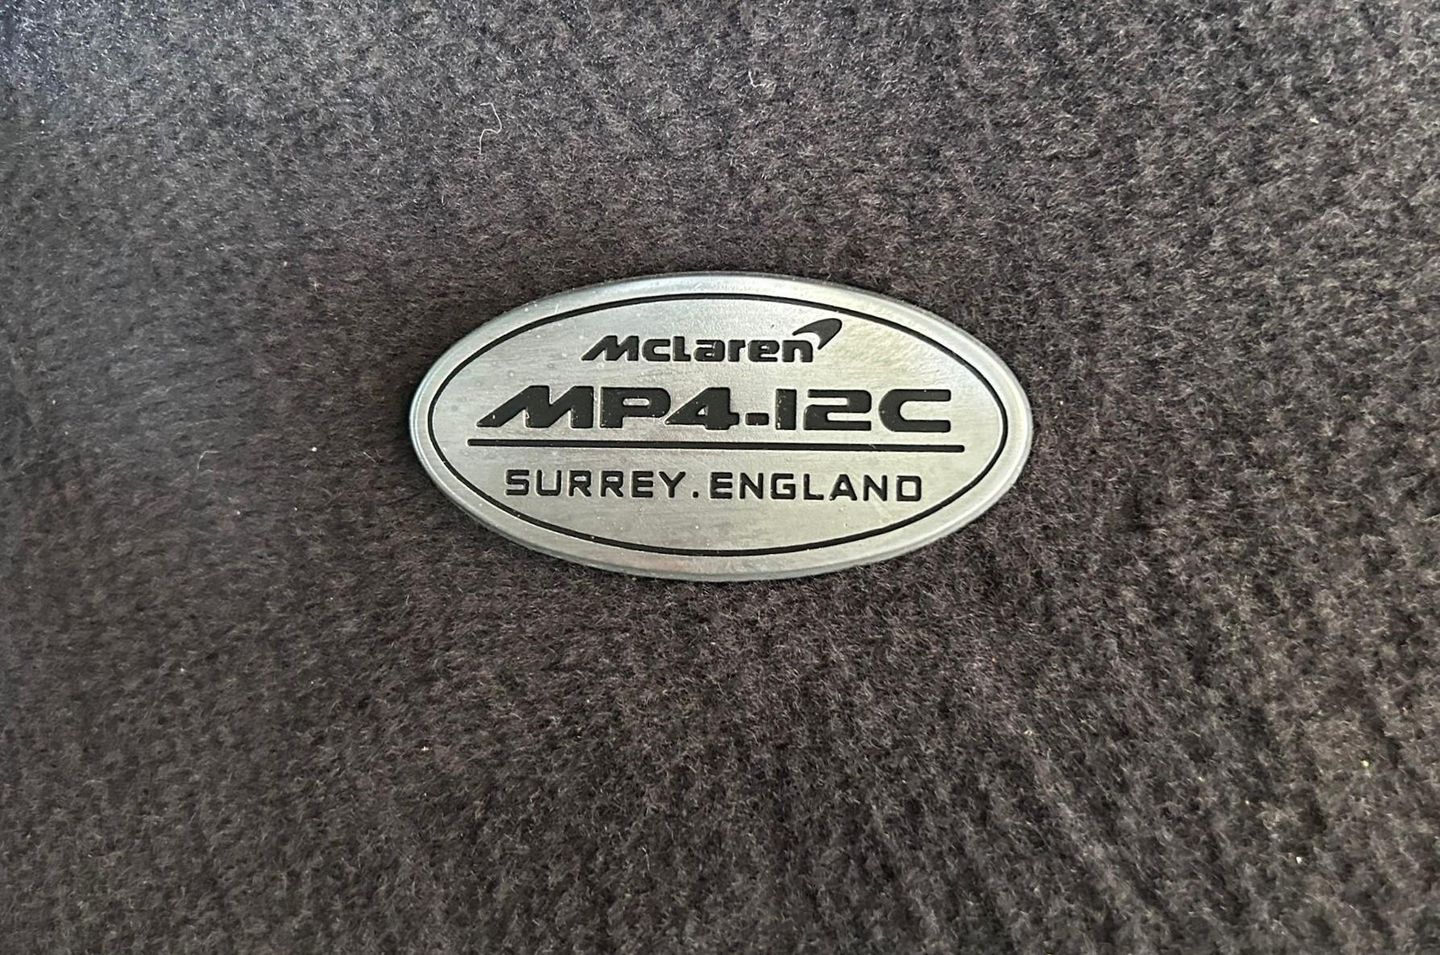 McLaren
MP4-12C
SURREY.ENGLAND